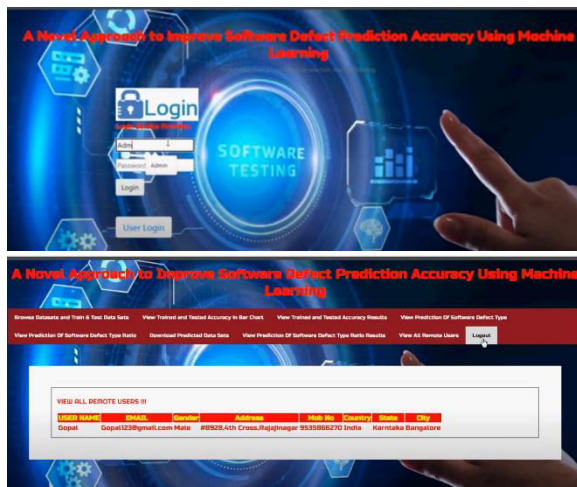 A Novel Approach to Improve Software Defect Prediction Accuracy Using Machine
Learning
Login
Adm
Password
Admin
Login
SOFTWARE
TESTING
User Login
A Novel Approach to Improve Software Defect Prediction Accuracy Using Machine
Learning
Browse Datasets and Train & Test Data Sets View Trained and Tested Accuracy in Bar Chart View Trained and Tested Accuracy Results View Prediction Of Software Defect Type
View Prediction Of Software Defect Type Ratio Download Predicted Data Sets View Prediction Of Software Defect Type Ratio Results View All Remote Users Logout
VIEW ALL REMOTE USERS !!!
USER NAME EMAIL Gender Address Mob No Country State City
Gopal Gopal123@gmail.com Male #8928,4th Cross,Rajajinagar 9535866270 India Karntaka Bangalore